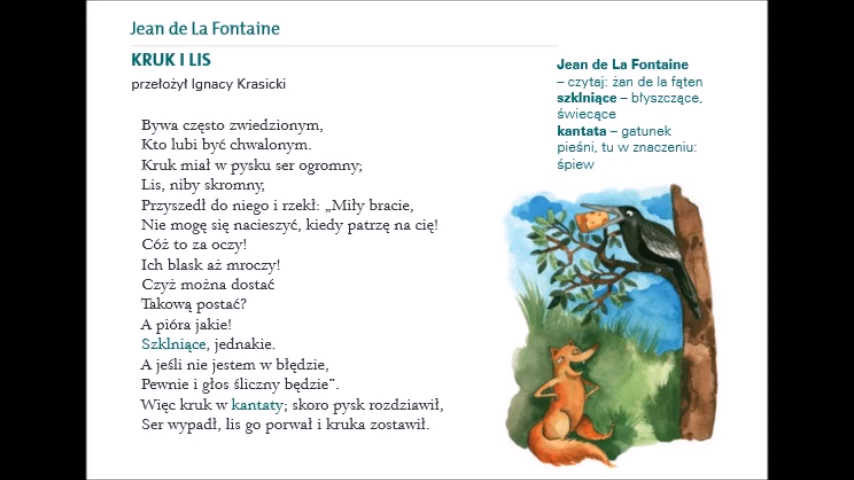 Jean de La Fontaine
KRUK I LIS
przełożył Ignacy Krasicki
Bywa często zwiedzionym,
Kto lubi być chwalonym.
Kruk miał w pysku ser ogromny;
Lis, niby skromny,
Przyszedł do niego i rzekł: „Miły bracie,
Nie mogę się nacieszyć, kiedy patrzę na cię!
Cóż to za oczy!
Ich blask aż mroczy!
Czyż można dostać
Takową postać?
A pióra jakie!
Szklniące, jednakie.
A jeśli nie jestem w błędzie,
Pewnie i głos śliczny będzie”.
Więc kruk w kantaty; skoro pysk rozdziawił,
Ser wypadł, lis go porwał i kruka zostawił.
Jean de La Fontaine
– czytaj: żan de la fąten
szklniące – błyszczące,
świecące
kantata – gatunek
pieśni, tu w znaczeniu:
śpiew